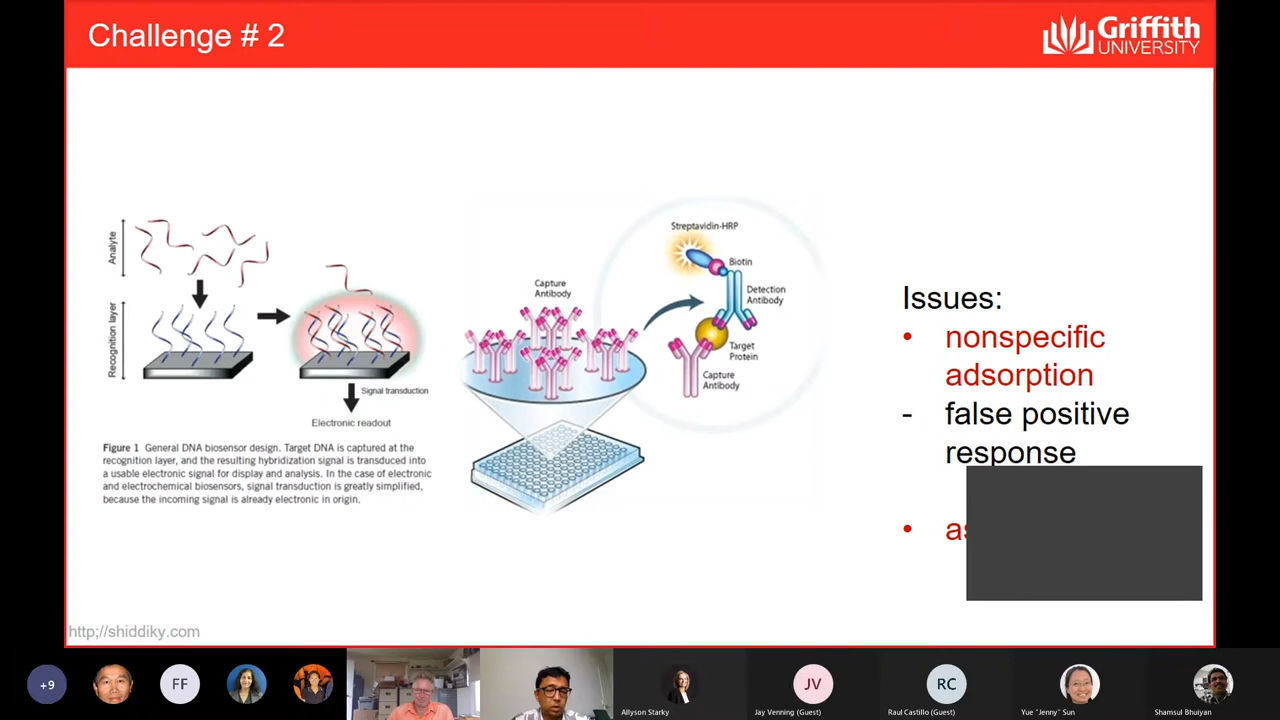 Challenge # 2
Griffith
UNIVERSITY
Analyte
Recognition layer
Signal transduction
Electronic readout
Figure 1 General DNA biosensor design. Target DNA is captured at the
recognition layer, and the resulting hybridization signal is transduced into
a usable electronic signal for display and analysis. In the case of electronic
and electrochemical biosensors, signal transduction is greatly simplified,
because the incoming signal is already electronic in origin.
Capture
Antibody
Streptavidin-HRP
Biotin
Detection
Antibody
Target
Protein
Capture
Antibody
Issues:
• nonspecific
adsorption
- false positive
response
•
http;//shiddiky.com
+9
FF
Allyson Starky
JV
Jay Venning (Guest)
RC
Raul Castillo (Guest)
Yue "Jenny" Sun
Shamsul Bhuiyan